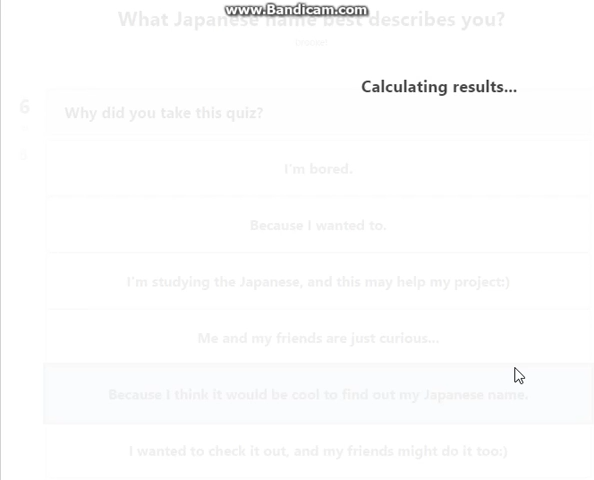 www.Bandicam.com
What Japanese name best describes you?
Calculating results...
6
Why did you take this quiz?
I'm bored.
Because I wanted to.
I'm studying the Japanese, and this may help my project:)
Me and my friends are just curious...
Because I think it would be cool to find out my Japanese name.
I wanted to check it out, and my friends might do it too:)